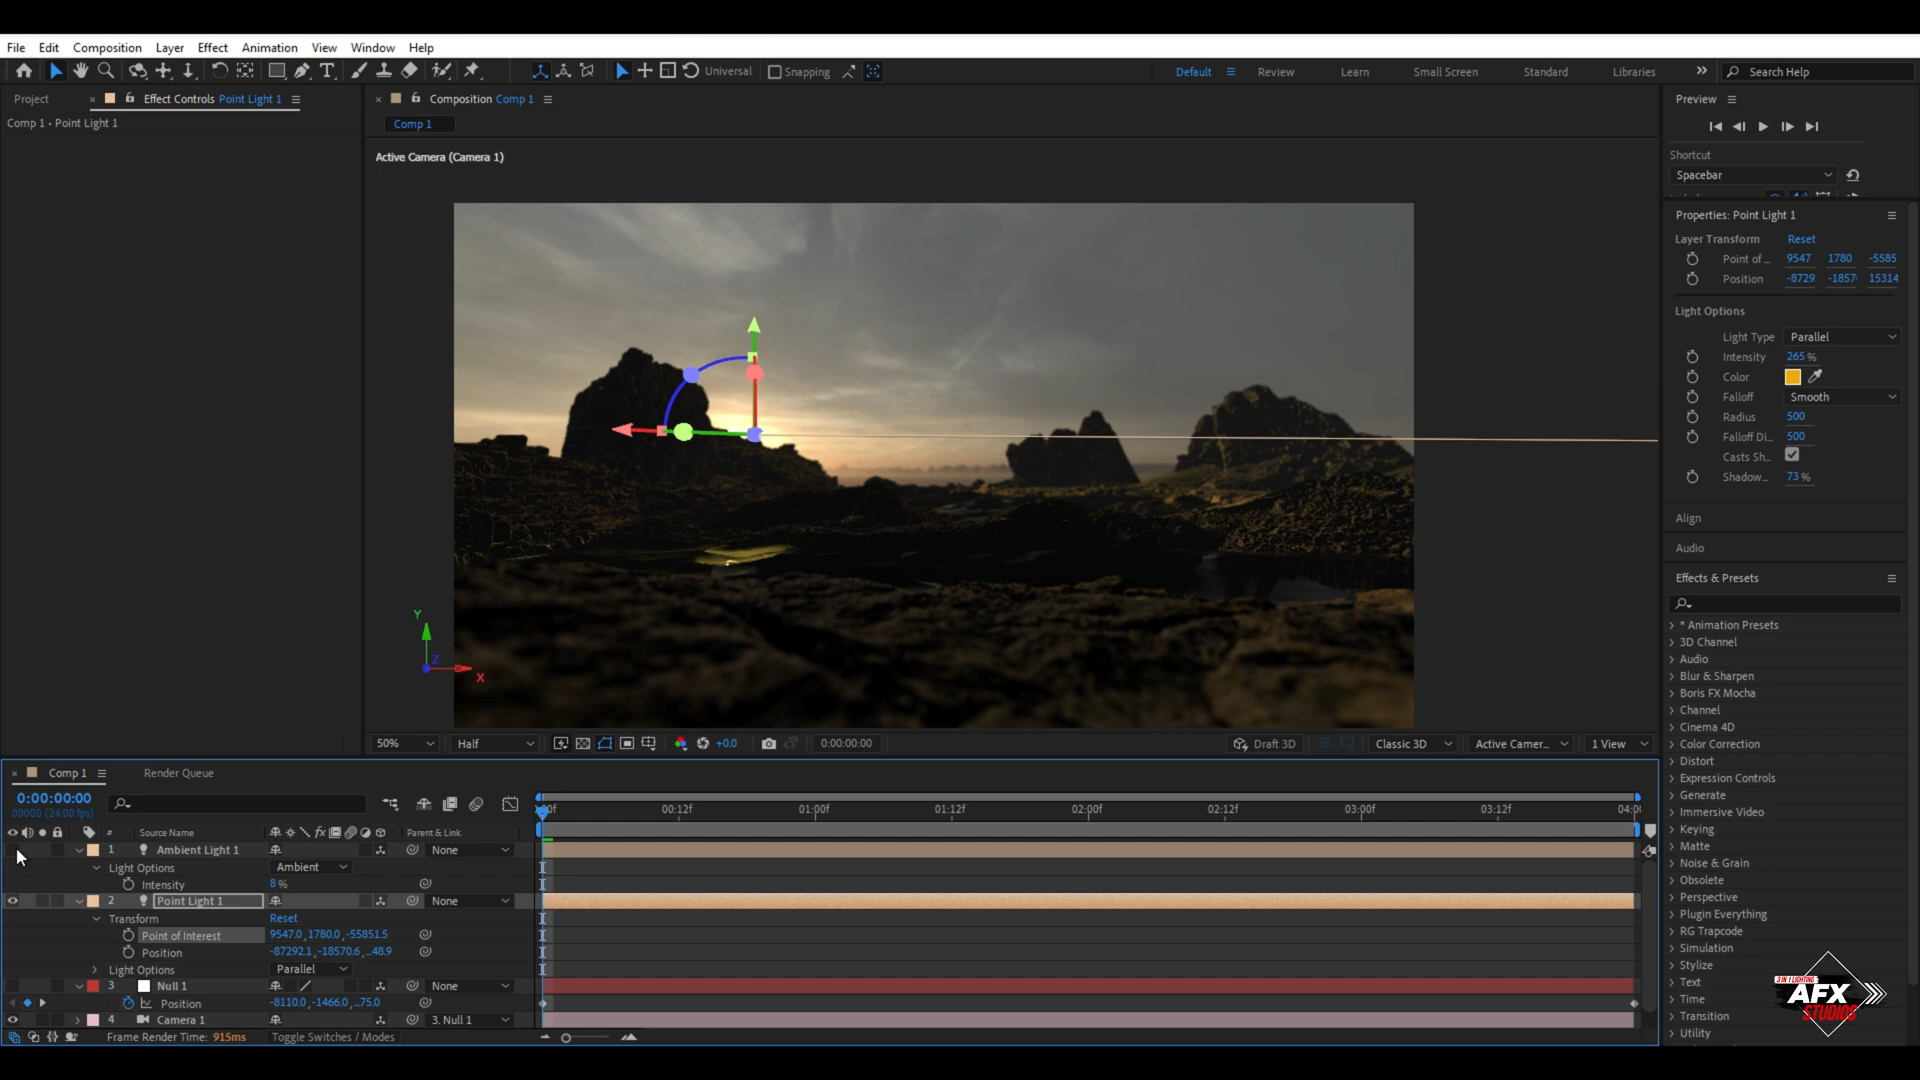 File Edit Composition Layer Effect Animation View Window Help
Universal Snapping Default Review Learn Small Screen Standard Libraries Search Help
Project Effect Controls Point Light 1 Composition Comp 1 Preview
Comp 1 • Point Light 1
Comp 1
Active Camera (Camera 1)
Shortcut
Spacebar
Properties: Point Light 1
Layer Transform Reset
Point of ... 9547 1780 -5585
Position -8729 -1857 15314
Light Options
Light Type Parallel
Intensity 265 %
Color
Falloff Smooth
Radius 500
Falloff Di... 500
Casts Sh...
Shadow... 73 %
Align
Audio
Effects & Presets
* Animation Presets
3D Channel
Audio
Blur & Sharpen
Boris FX Mocha
Channel
Cinema 4D
Color Correction
Distort
Expression Controls
Generate
Immersive Video
Keying
Matte
Noise & Grain
Obsolete
Perspective
Plugin Everything
RG Trapcode
Simulation
Stylize
Text
Time
Transition
Utility
Y
Z
X
50% Half +0.0 0:00:00:00 Draft 3D Classic 3D Active Camer... 1 View
Comp 1 Render Queue
0:00:00:00
00000 (24.00 fps)
00:12f 01:00f 01:12f 02:00f 02:12f 03:00f 03:12f 04:0
# Source Name fx Parent & Link
1 Ambient Light 1 None
Light Options Ambient
Intensity 8 %
2 Point Light 1 None
Transform Reset
Point of Interest 9547.0,1780.0,-55851.5
Position -87292.1,-18570.6,...48.9
Light Options Parallel
3 Null 1 None
Position -8110.0,-1466.0,...75.0
4 Camera 1 3. Null 1
Frame Render Time: 915ms Toggle Switches / Modes
3 IN 1 LIGHTING
AFX
STUDIOS